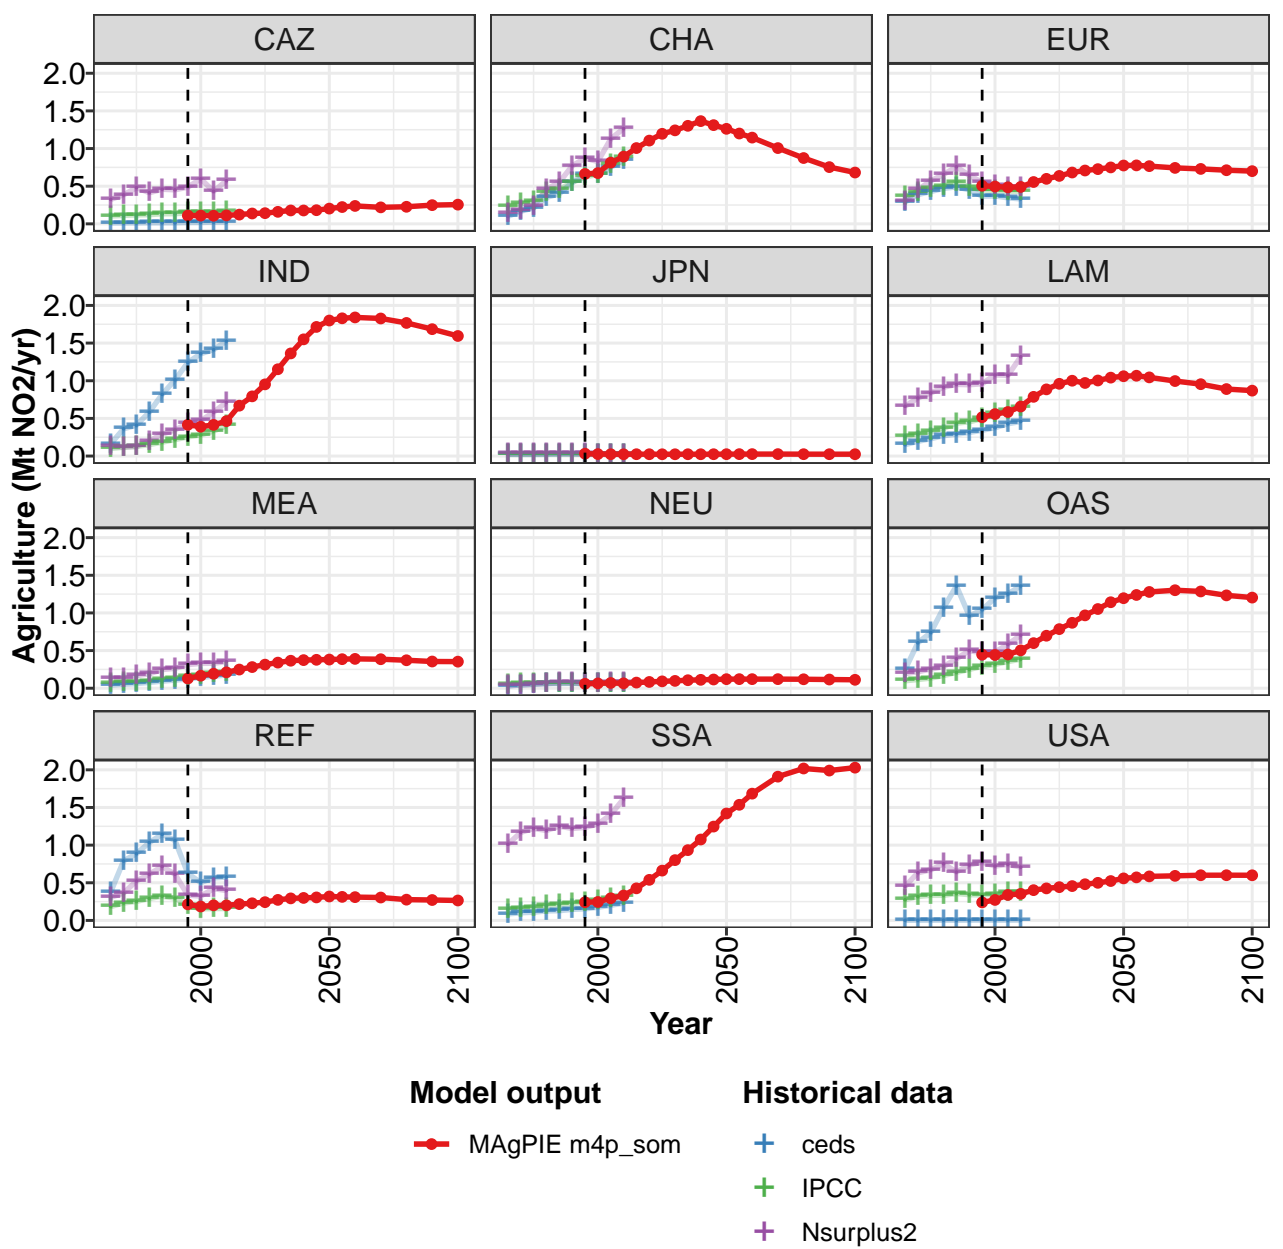 CAZ CHA EUR
2.0
1.5
1.0
0.5
0.0
IND JPN LAM
2.0
1.5
1.0
0.5
0.0
MEA NEU OAS
2.0
1.5
1.0
0.5
0.0
REF SSA USA
2.0
1.5
1.0
0.5
0.0
Agriculture (Mt NO2/yr)
2000 2050 2100 2000 2050 2100 2000 2050 2100
Year
Model output Historical data
MAgPIE m4p_som ceds
IPCC
Nsurplus2